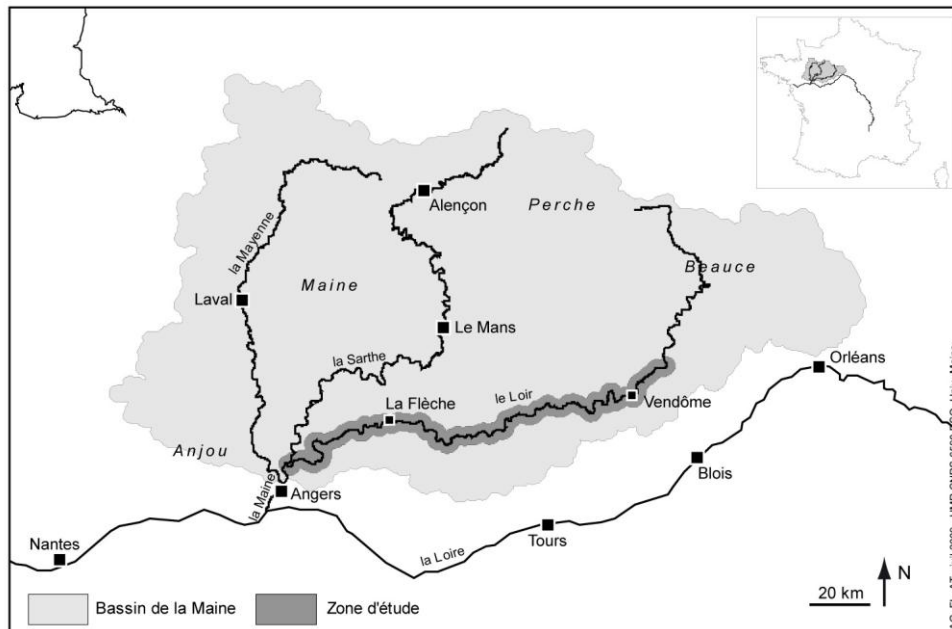 Alençon
Perche
la Mayenne
Beauce
Maine
Laval
Le Mans
la Sarthe
Orléans
La Flèche
le Loir
Vendôme
Anjou
Blois
la Maine
Angers
Tours
Nantes
la Loire
N
20 km
Bassin de la Maine
Zone d'étude